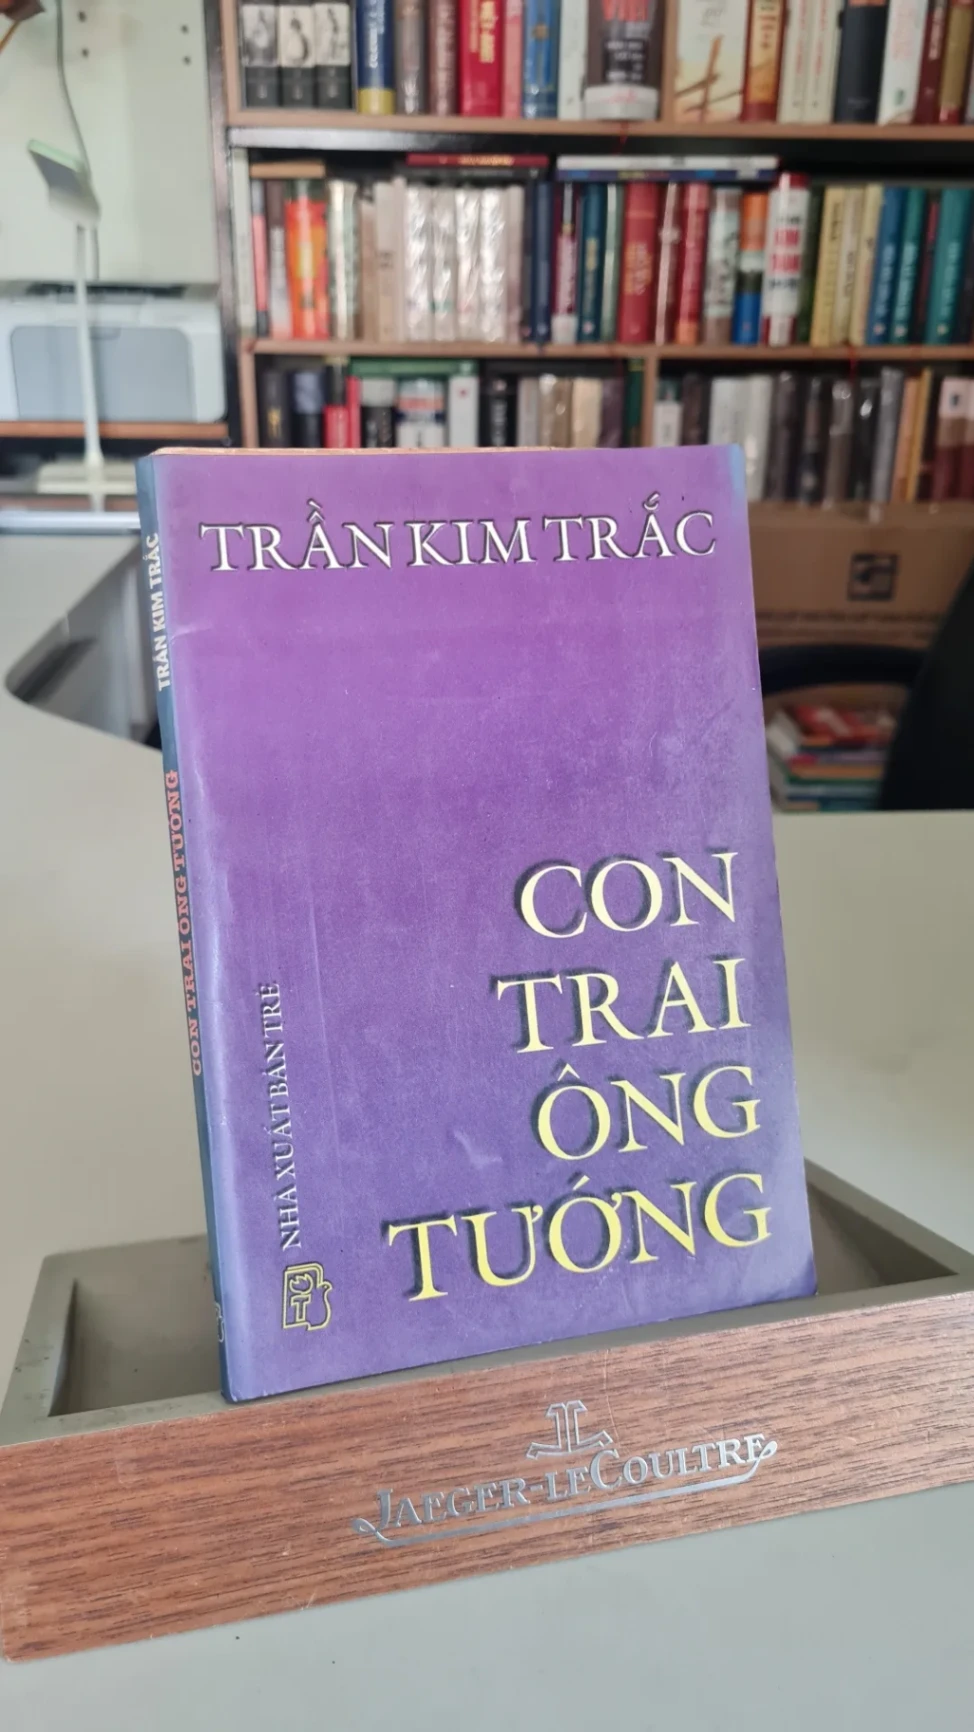 TRẦN KIM TRẮC
CON
TRAI
ÔNG
TƯỚNG
NHÀ XUẤT BẢN TRẺ
TRẦN KIM TRẮC
CON TRAI ÔNG TƯỚNG
JAEGER-LECOULTRE